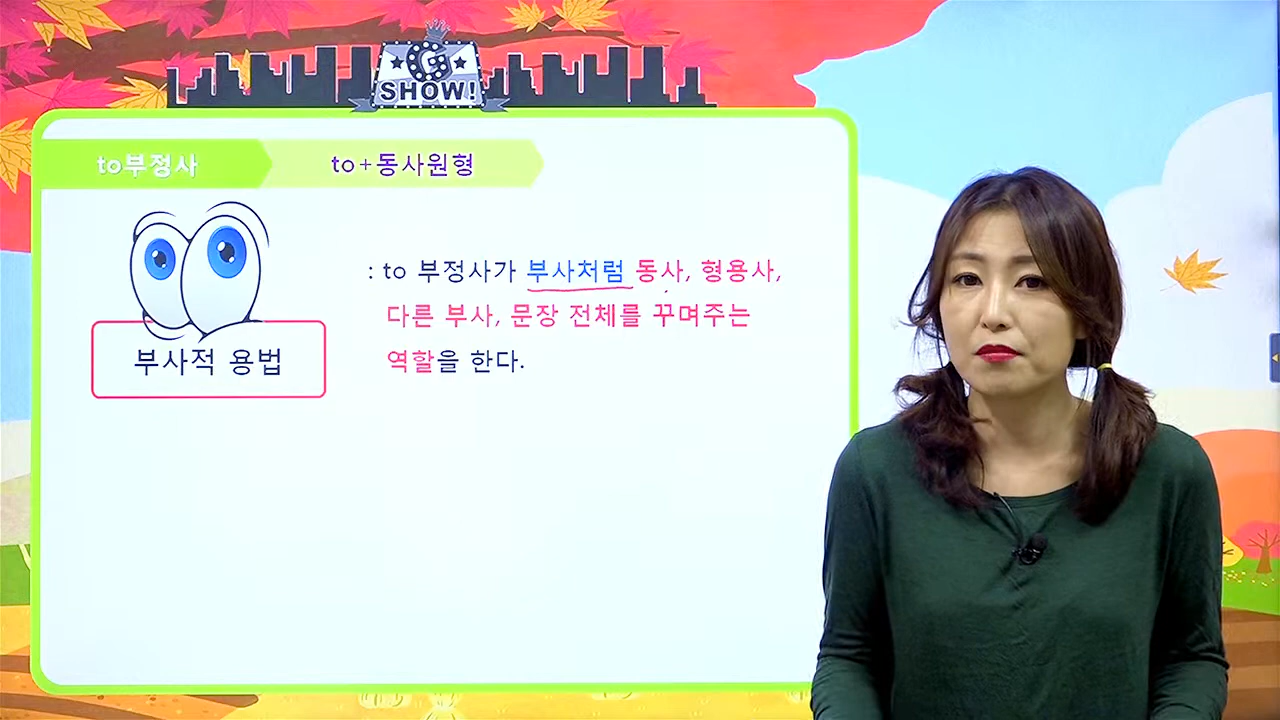 G
SHOW!
to부정사
to+동사원형
: to 부정사가 부사처럼 동사, 형용사,
다른 부사, 문장 전체를 꾸며주는
역할을 한다.
부사적 용법